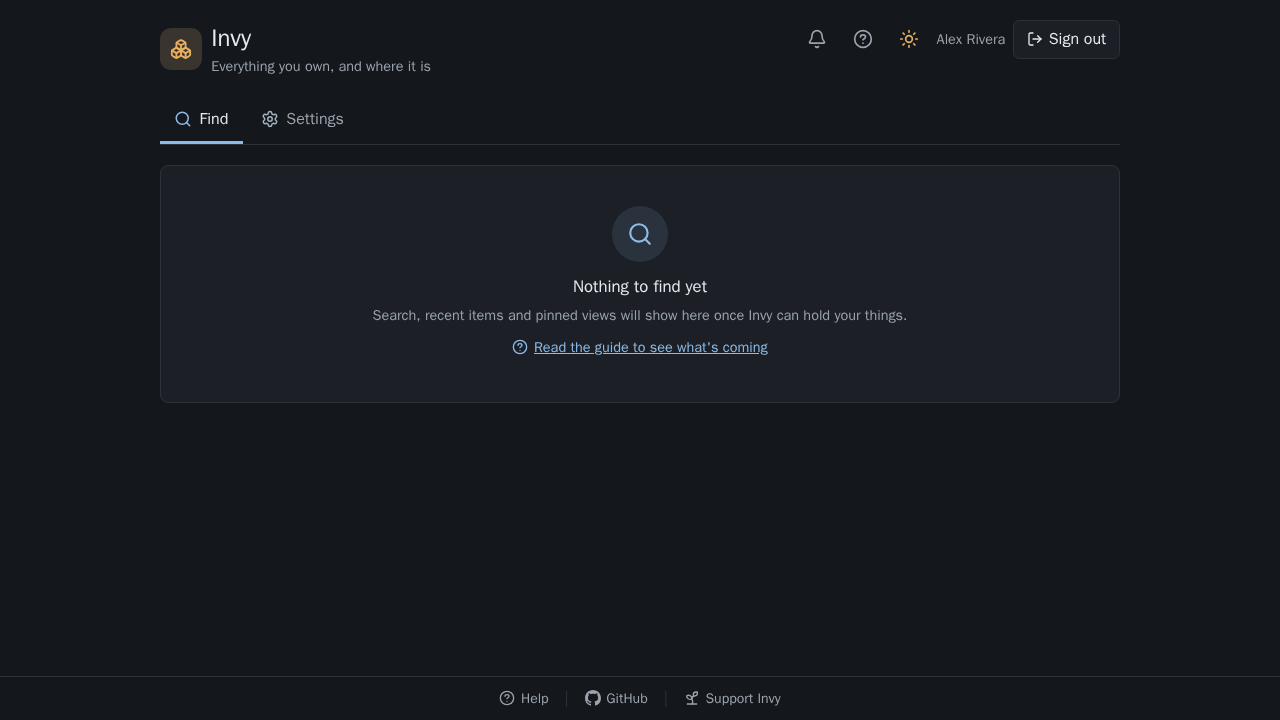 Invy
Everything you own, and where it is
Alex Rivera
Sign out
Find
Settings
Nothing to find yet
Search, recent items and pinned views will show here once Invy can hold your things.
Read the guide to see what's coming
Help
GitHub
Support Invy